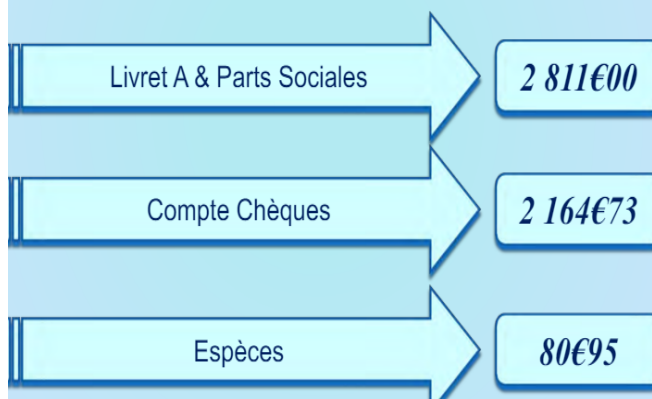 Livret A & Parts Sociales 2 811€00
Compte Chèques 2 164€73
Espèces 80€95